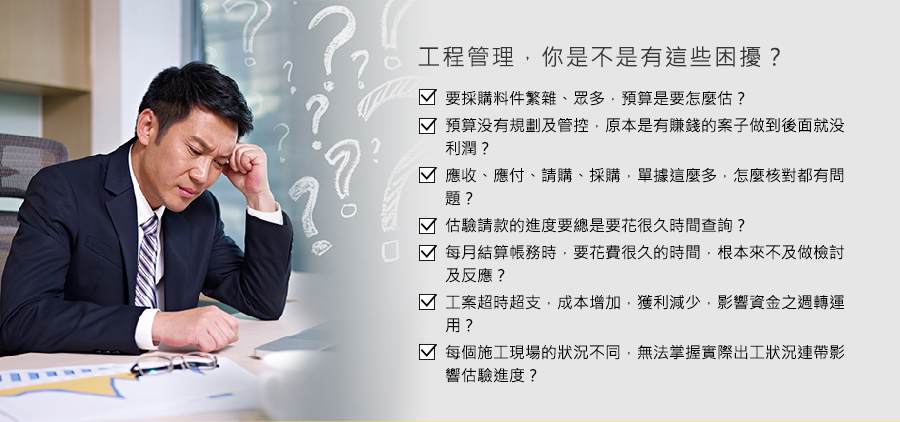 工程管理，你是不是有這些困擾？
要採購料件繁雜、眾多，預算是要怎麼估？
預算没有規劃及管控，原本是有賺錢的案子做到後面就没
利潤？
應收、應付、請購、採購，單據這麼多，怎麼核對都有問
題？
估驗請款的進度要總是要花很久時間查詢？
每月結算帳務時，要花費很久的時間，根本來不及做檢討
及反應？
工案超時超支，成本增加，獲利減少，影響資金之週轉運
用？
每個施工現場的狀況不同，無法掌握實際出工狀況連帶影
響估驗進度？